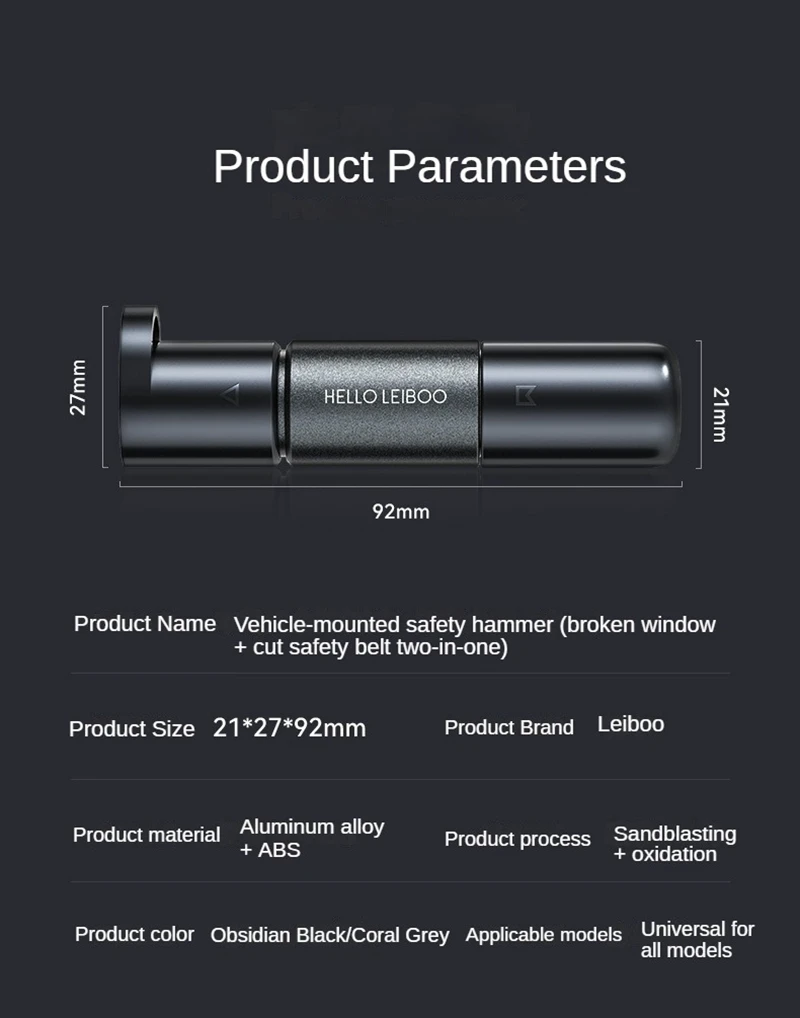 Product Parameters
27mm
HELLO LEIBOO
21mm
92mm
Product Name Vehicle-mounted safety hammer (broken window
+ cut safety belt two-in-one)
Product Size 21*27*92mm Product Brand Leiboo
Product material Aluminum alloy
+ ABS
Product process Sandblasting
+ oxidation
Product color Obsidian Black/Coral Grey Applicable models Universal for
all models